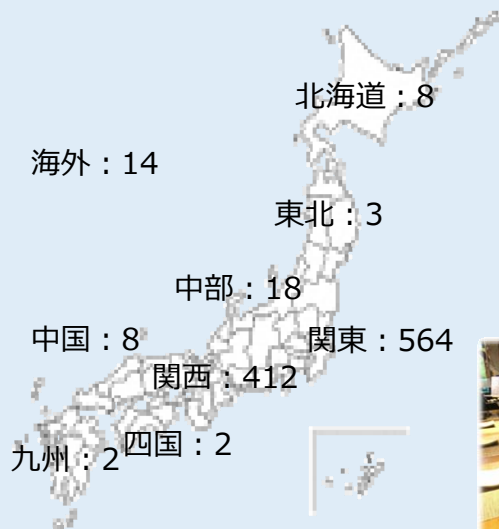 北海道：8
海外：14
東北：3
中部：18
中国：8
関東：564
関西：412
四国：2
九州：2